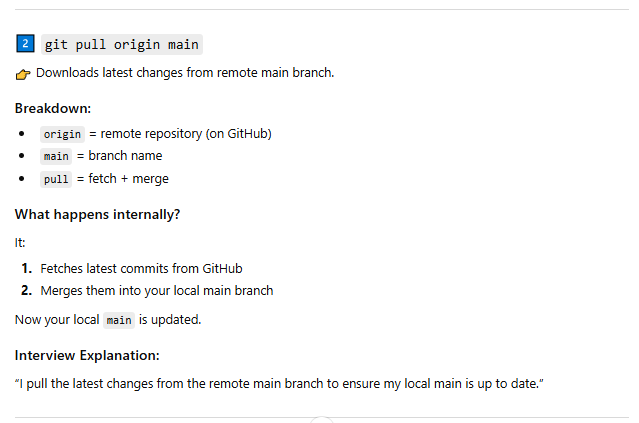 2 git pull origin main
👉 Downloads latest changes from remote main branch.
Breakdown:
• origin = remote repository (on GitHub)
• main = branch name
• pull = fetch + merge
What happens internally?
It:
1. Fetches latest commits from GitHub
2. Merges them into your local main branch
Now your local main is updated.
Interview Explanation:
“I pull the latest changes from the remote main branch to ensure my local main is up to date.”